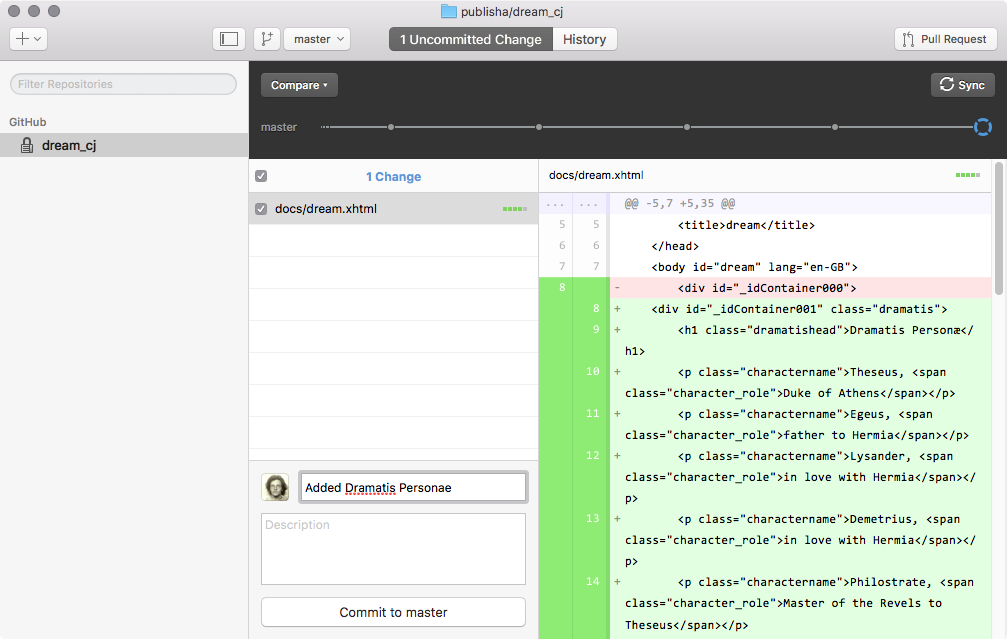 publisha/dream_cj
master
1 Uncommitted Change
History
Pull Request
Filter Repositories
GitHub
dream_cj
Compare
Sync
master
1 Change
docs/dream.xhtml
Added Dramatis Personae
Description
Commit to master
docs/dream.xhtml
... ... @@ -5,7 +5,35 @@
5 5 <title>dream</title>
6 6 </head>
7 7 <body id="dream" lang="en-GB">
8 - <div id="_idContainer000">
8 + <div id="_idContainer001" class="dramatis">
9 + <h1 class="dramatishead">Dramatis Personæ</
h1>
10 + <p class="charactername">Theseus, <span
class="character_role">Duke of Athens</span></p>
11 + <p class="charactername">Egeus, <span
class="character_role">father to Hermia</span></p>
12 + <p class="charactername">Lysander, <span
class="character_role">in love with Hermia</span></
p>
13 + <p class="charactername">Demetrius, <span
class="character_role">in love with Hermia</span></
p>
14 + <p class="charactername">Philostrate, <span
class="character_role">Master of the Revels to
Theseus</span></p>